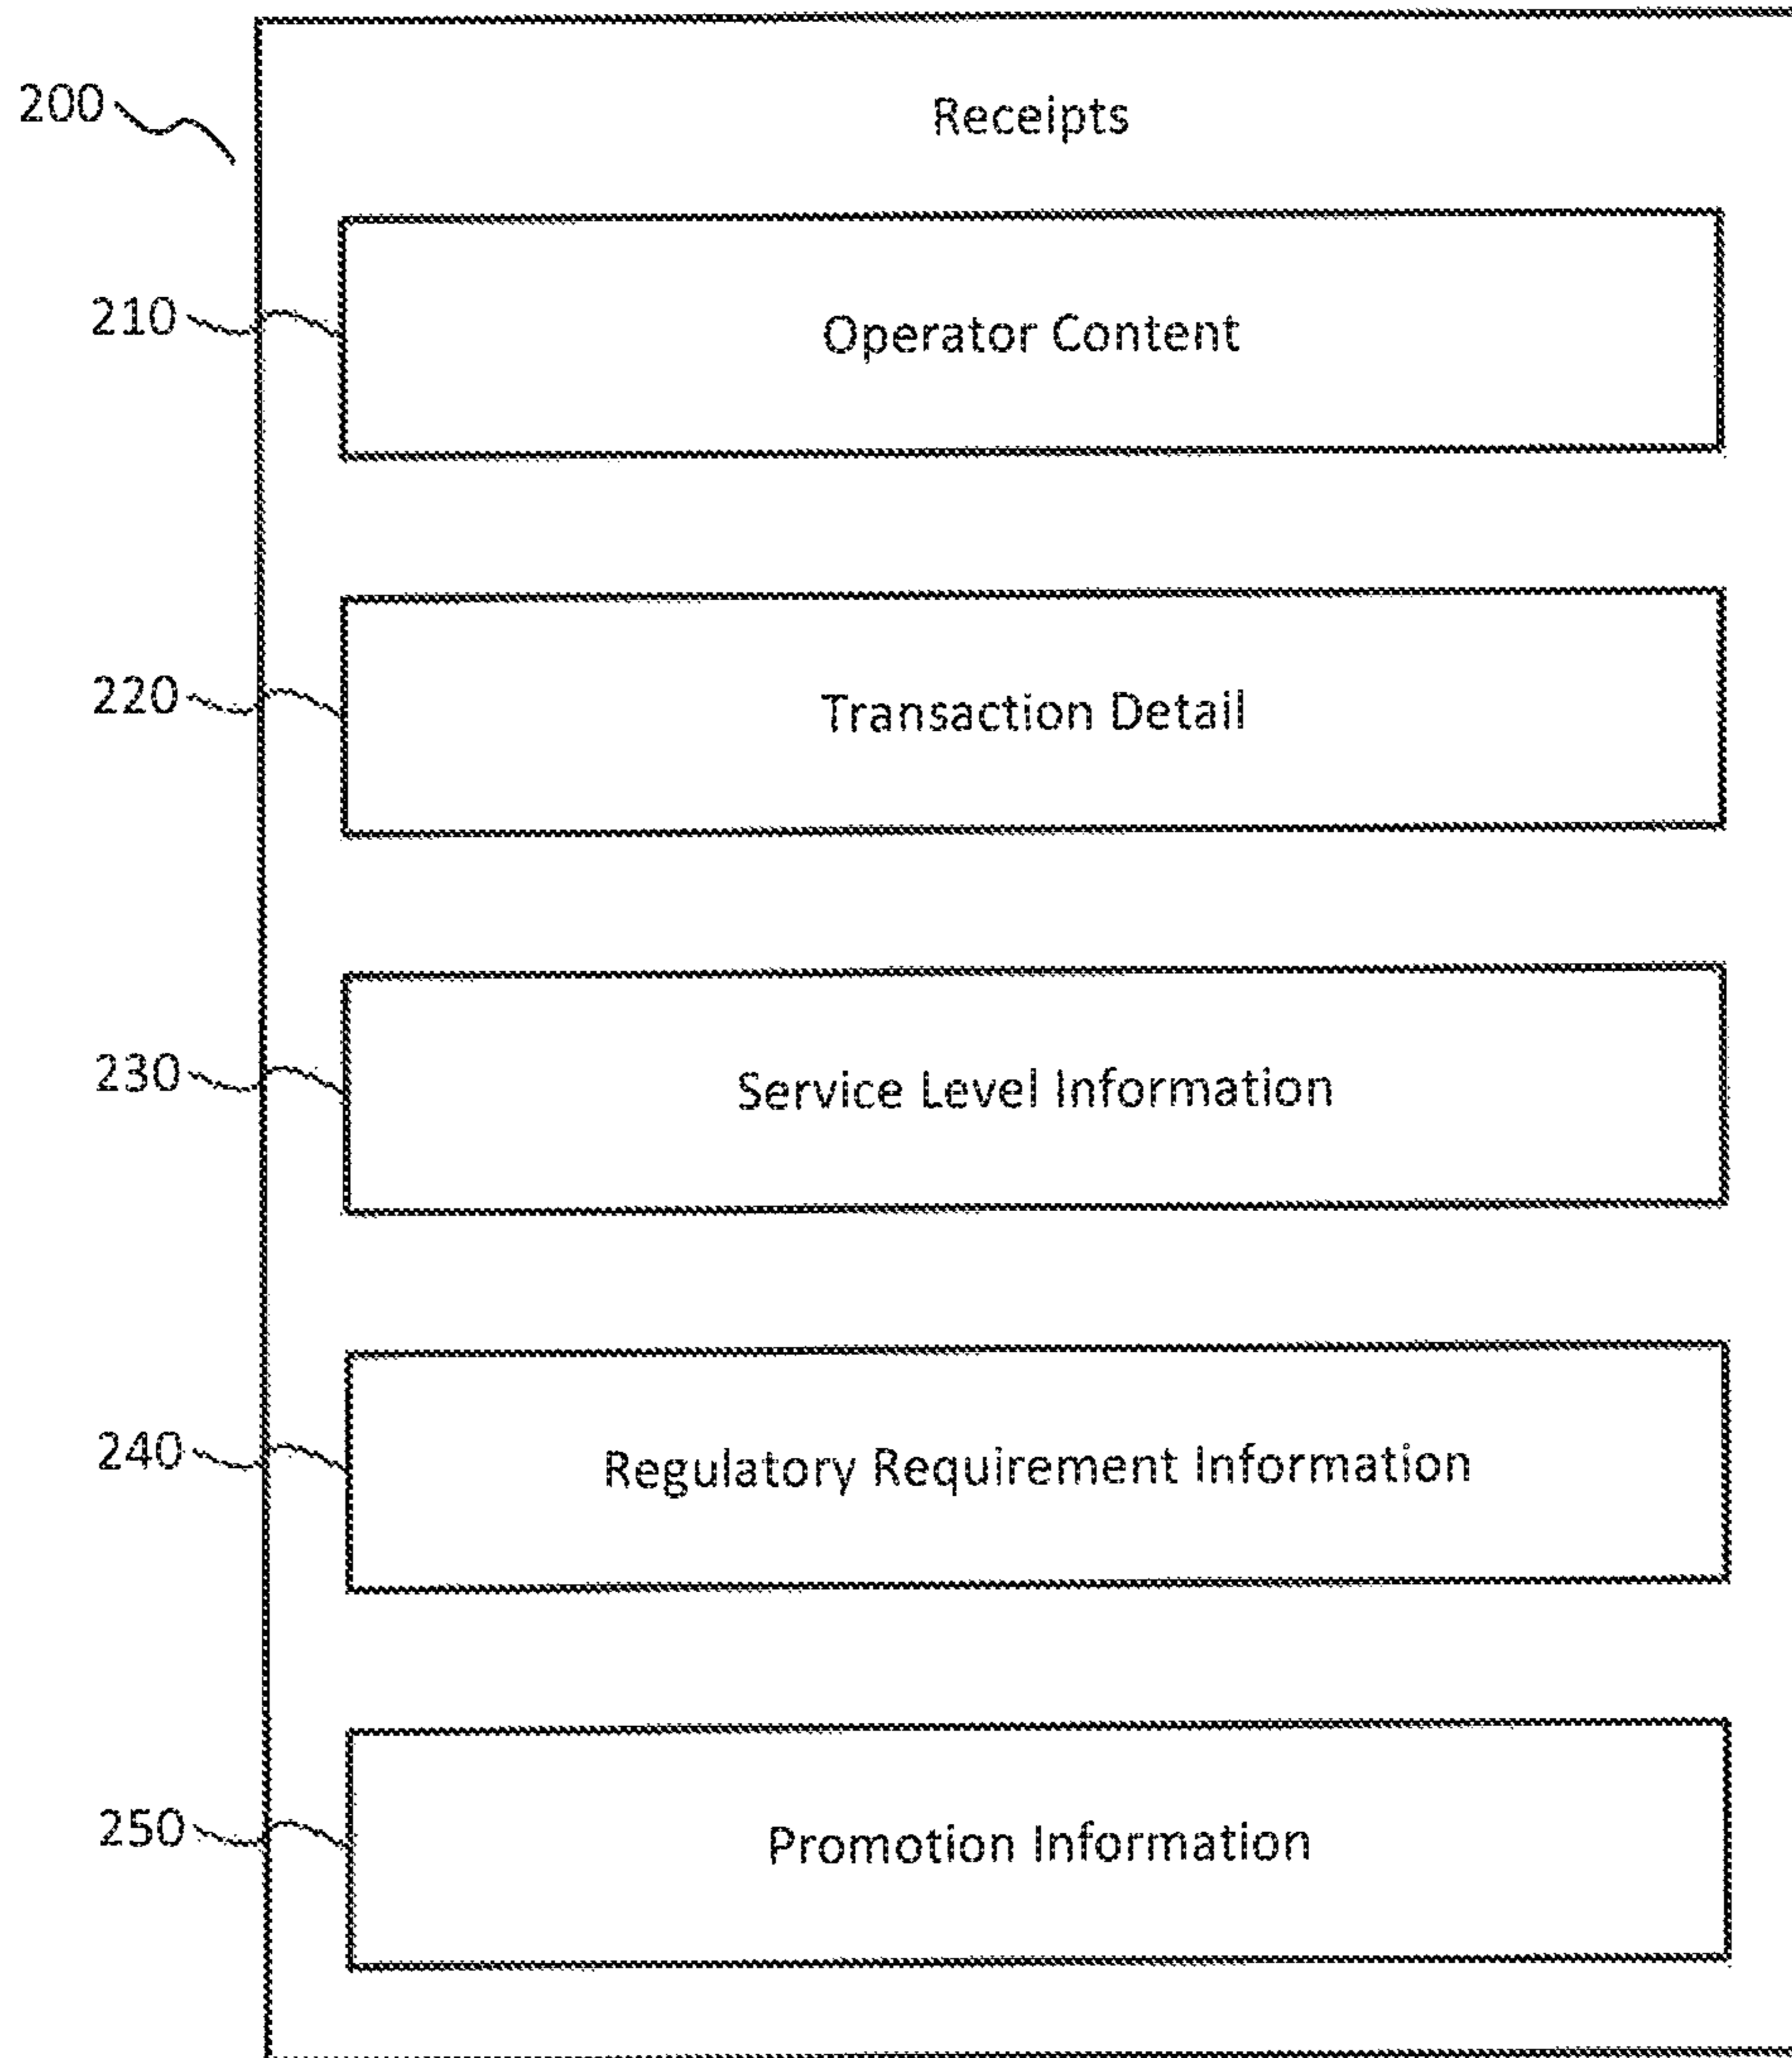 200
Receipts
210
Operator Content
220
Transaction Detail
230
Service Level Information
240
Regulatory Requirement Information
250
Promotion Information